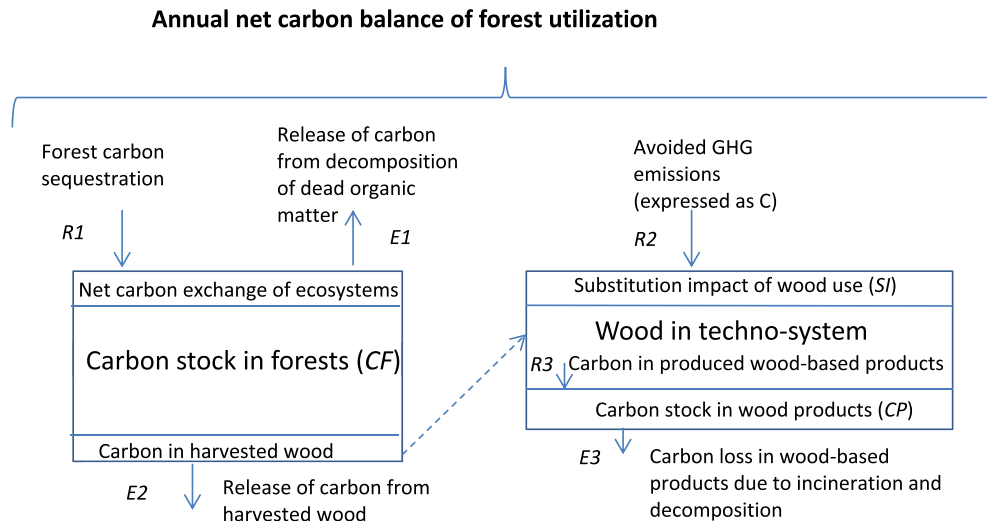 Annual net carbon balance of forest utilization
Forest carbon
sequestration
R1
Release of carbon
from decomposition
of dead organic
matter
E1
Avoided GHG
emissions
(expressed as C)
R2
Net carbon exchange of ecosystems
Carbon stock in forests (CF)
Carbon in harvested wood
E2
Release of carbon from
harvested wood
Substitution impact of wood use (SI)
Wood in techno-system
R3
Carbon in produced wood-based products
Carbon stock in wood products (CP)
E3
Carbon loss in wood-based
products due to incineration and
decomposition